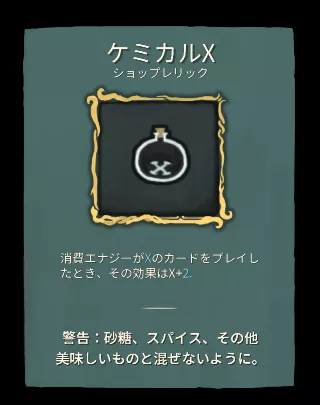 ケミカルX
ショップレリック
X
消費エナジーがXのカードをプレイし
たとき、その効果はX+2.
警告：砂糖、スパイス、その他
美味しいものと混ぜないように。